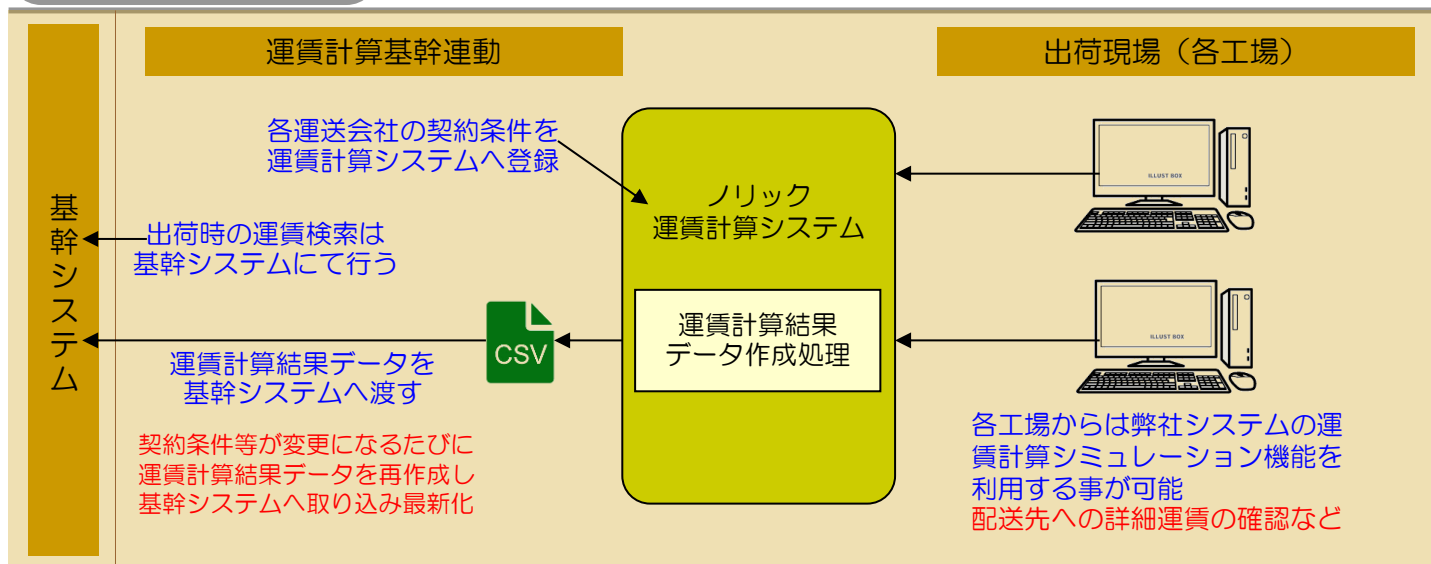 運賃計算基幹連動
出荷現場（各工場）
基幹システム
各運送会社の契約条件を
運賃計算システムへ登録
出荷時の運賃検索は
基幹システムにて行う
ノリック
運賃計算システム
運賃計算結果
データ作成処理
CSV
運賃計算結果データを
基幹システムへ渡す
契約条件等が変更になるたびに
運賃計算結果データを再作成し
基幹システムへ取り込み最新化
ILLUST BOX
ILLUST BOX
各工場からは弊社システムの運
賃計算シミュレーション機能を
利用する事が可能
配送先への詳細運賃の確認など